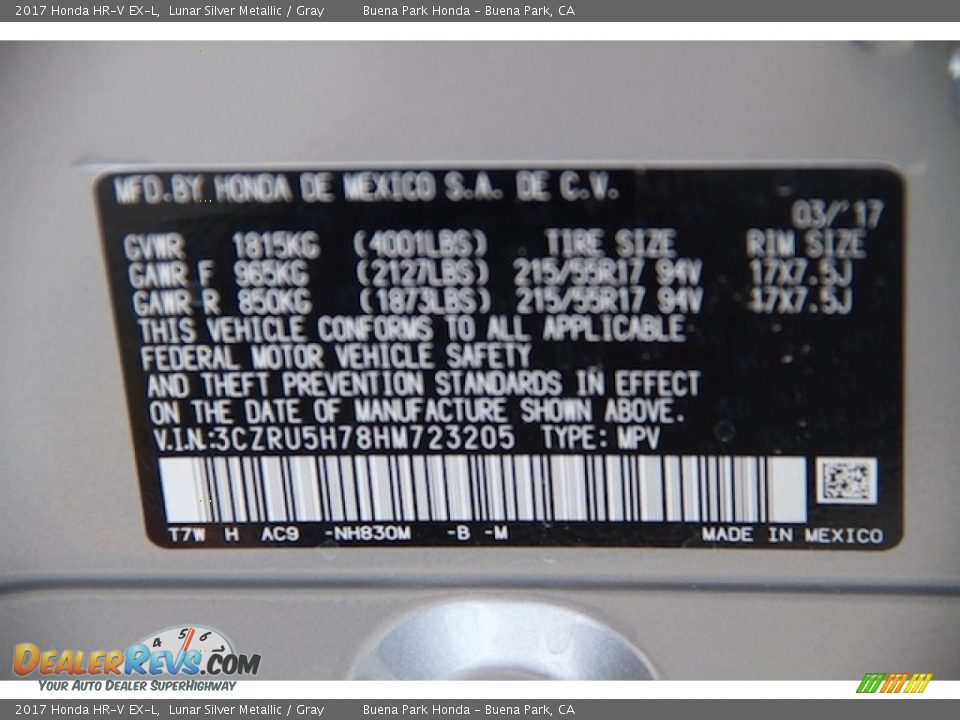 2017 Honda HR-V EX-L, Lunar Silver Metallic / Gray Buena Park Honda - Buena Park, CA
MFD.BY HONDA DE MEXICO S.A. DE C.V.
03/'17
GVWR 1815KG (4001LBS) TIRE SIZE RIM SIZE
GAWR F 965KG (2127LBS) 215/55R17 94V 17X7.5J
GAWR R 850KG (1873LBS) 215/55R17 94V 17X7.5J
THIS VEHICLE CONFORMS TO ALL APPLICABLE
FEDERAL MOTOR VEHICLE SAFETY
AND THEFT PREVENTION STANDARDS IN EFFECT
ON THE DATE OF MANUFACTURE SHOWN ABOVE.
V.I.N.:3CZRU5H78HM723205 TYPE: MPV
T7W H AC9 -NH830M -B -M MADE IN MEXICO
4 5 6
DEALERREVS.COM
YOUR AUTO DEALER SUPERHIGHWAY
2017 Honda HR-V EX-L, Lunar Silver Metallic / Gray Buena Park Honda - Buena Park, CA